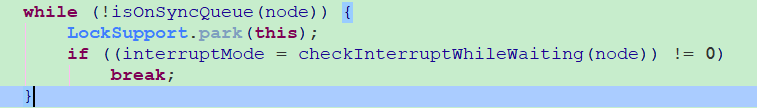 while (!isOnSyncQueue(node)) {
    LockSupport.park(this);
    if ((interruptMode = checkInterruptWhileWaiting(node)) != 0)
        break;
}